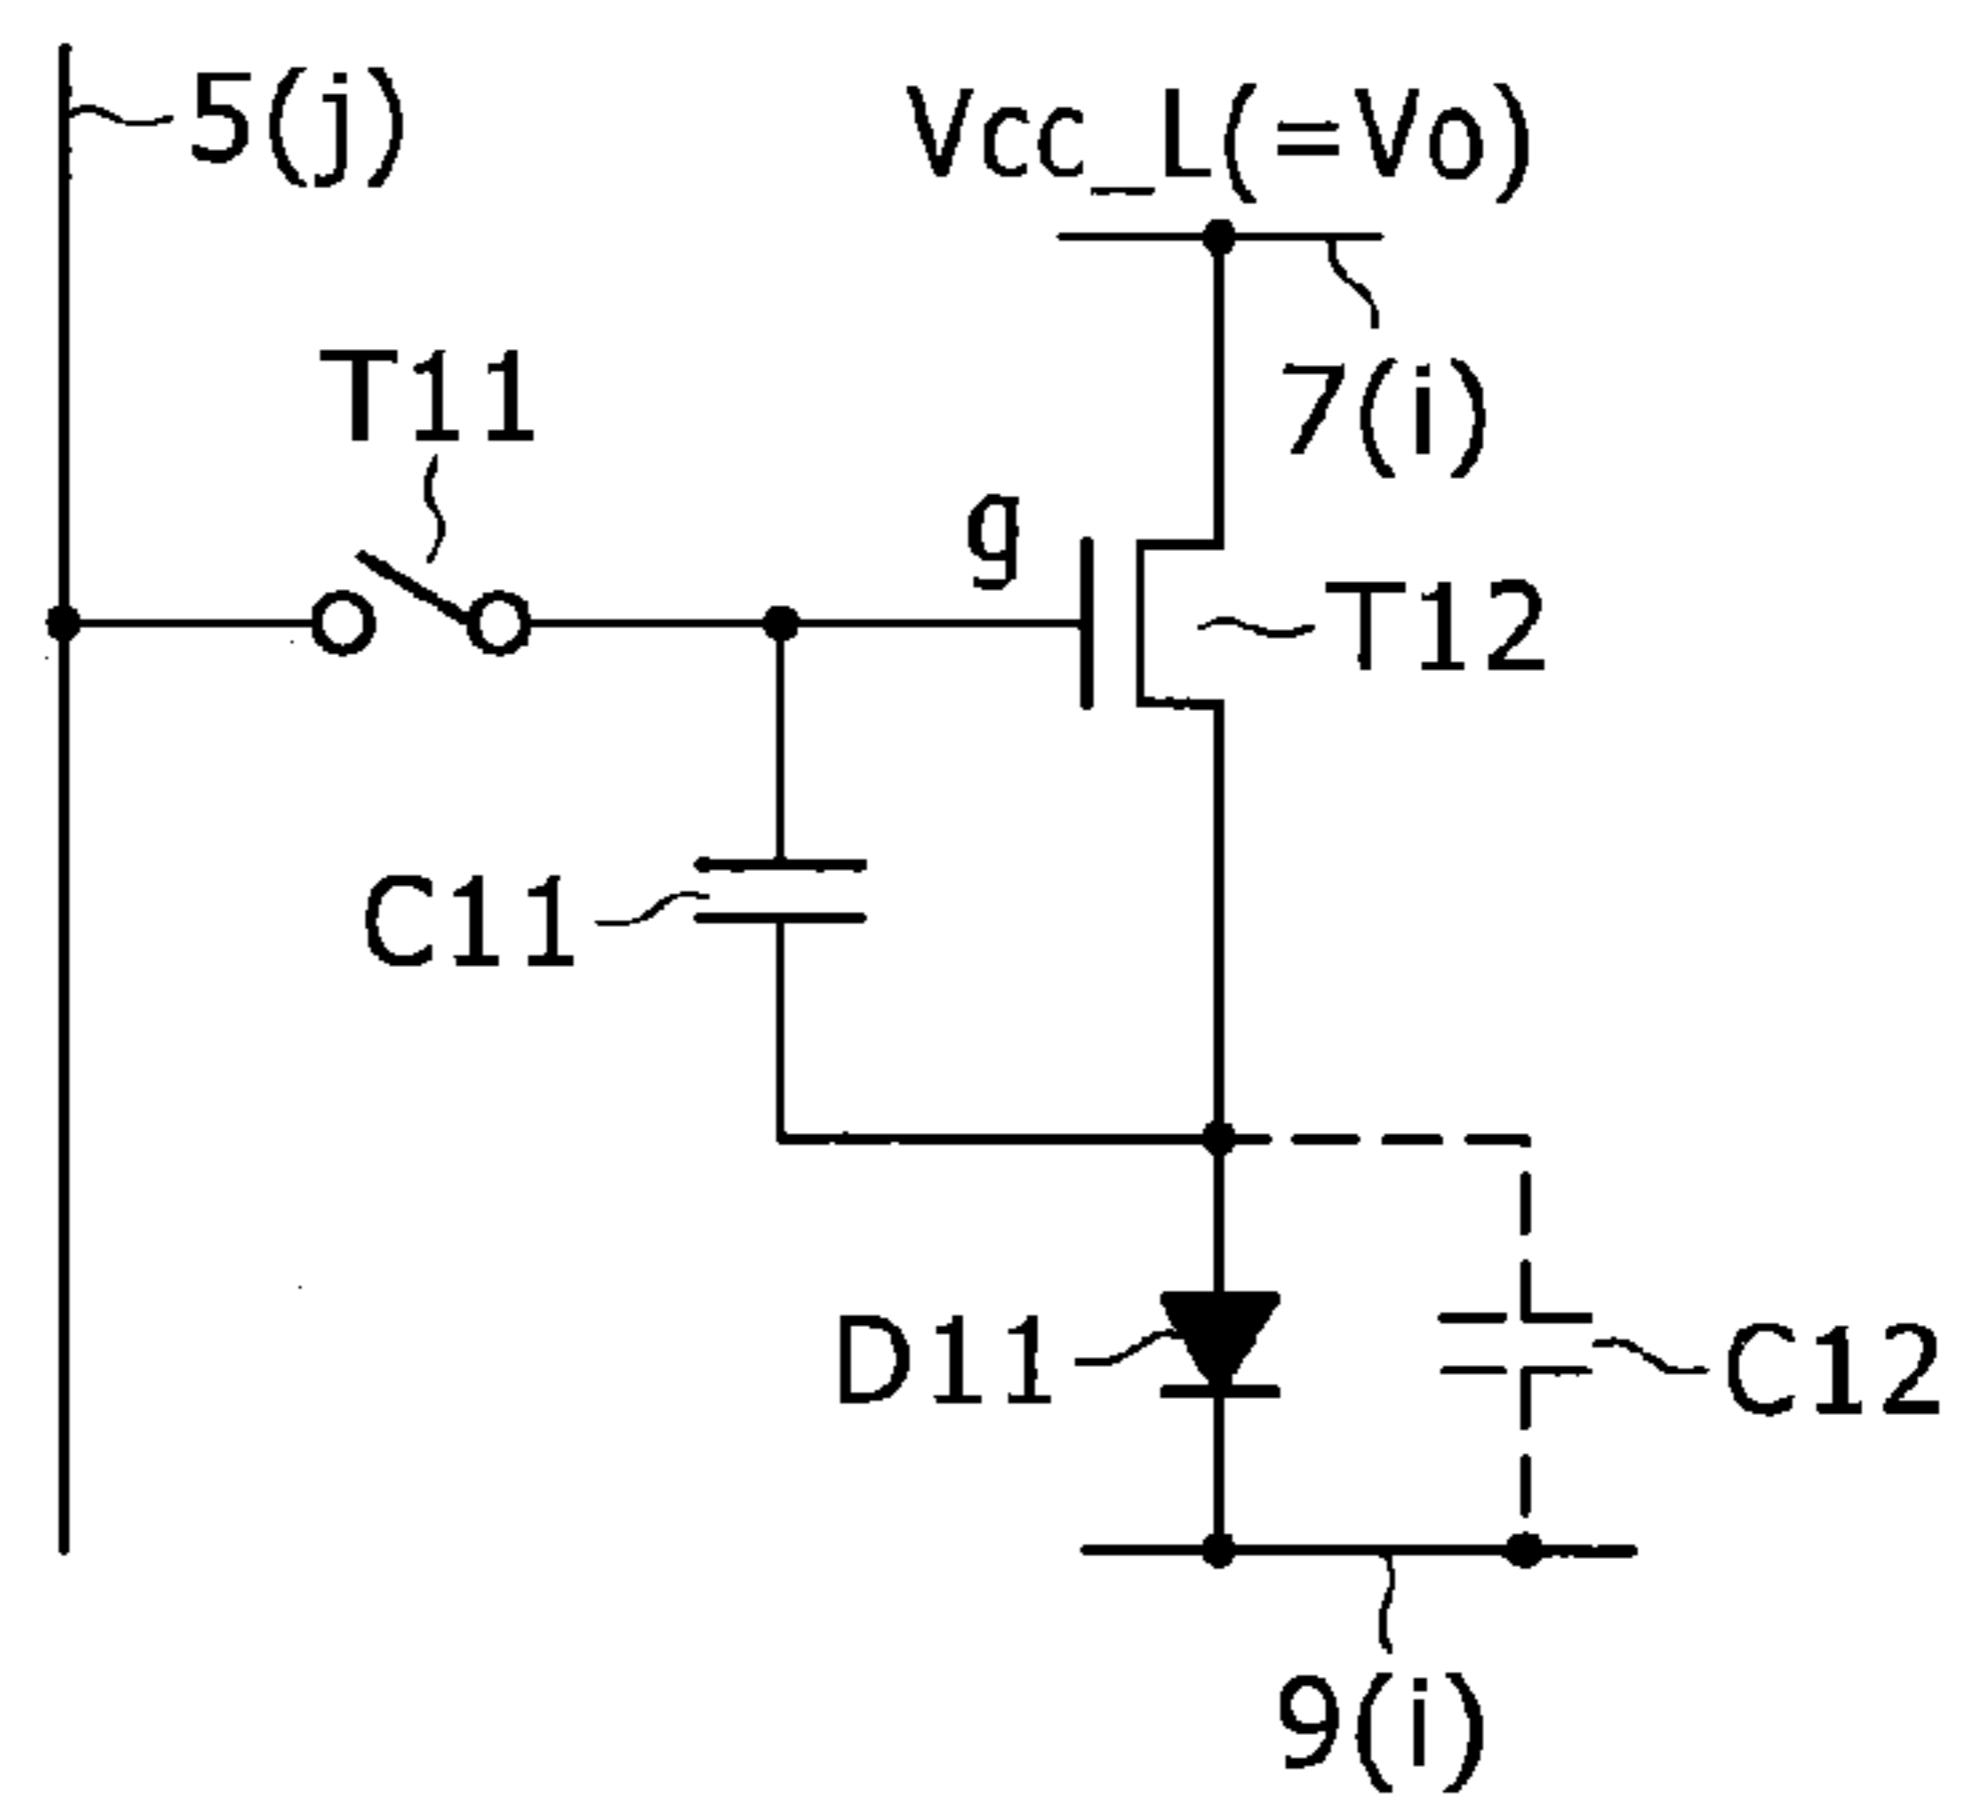 5(j)
Vcc_L(=Vo)
7(i)
T11
g
T12
C11
D11
C12
9(i)